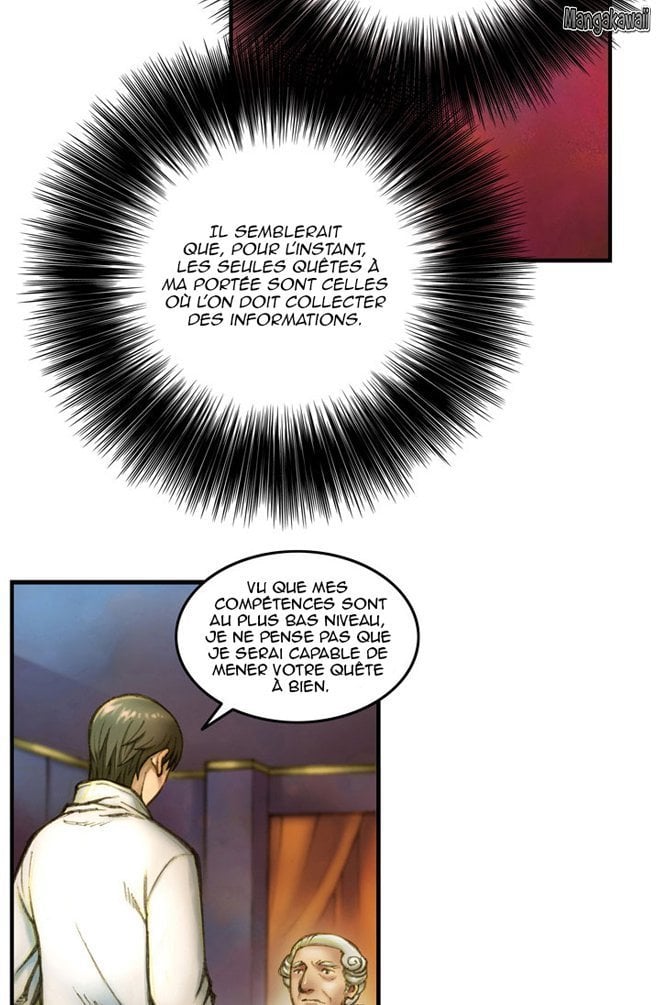 Mangakawaii
IL SEMBLERAIT
QUE, POUR L'INSTANT,
LES SEULES QUÊTES À
MA PORTÉE SONT CELLES
OÙ L'ON DOIT COLLECTER
DES INFORMATIONS.
VU QUE MES
COMPÉTENCES SONT
AU PLUS BAS NIVEAU,
JE NE PENSE PAS QUE
JE SERAI CAPABLE DE
MENER VOTRE QUÊTE
À BIEN.